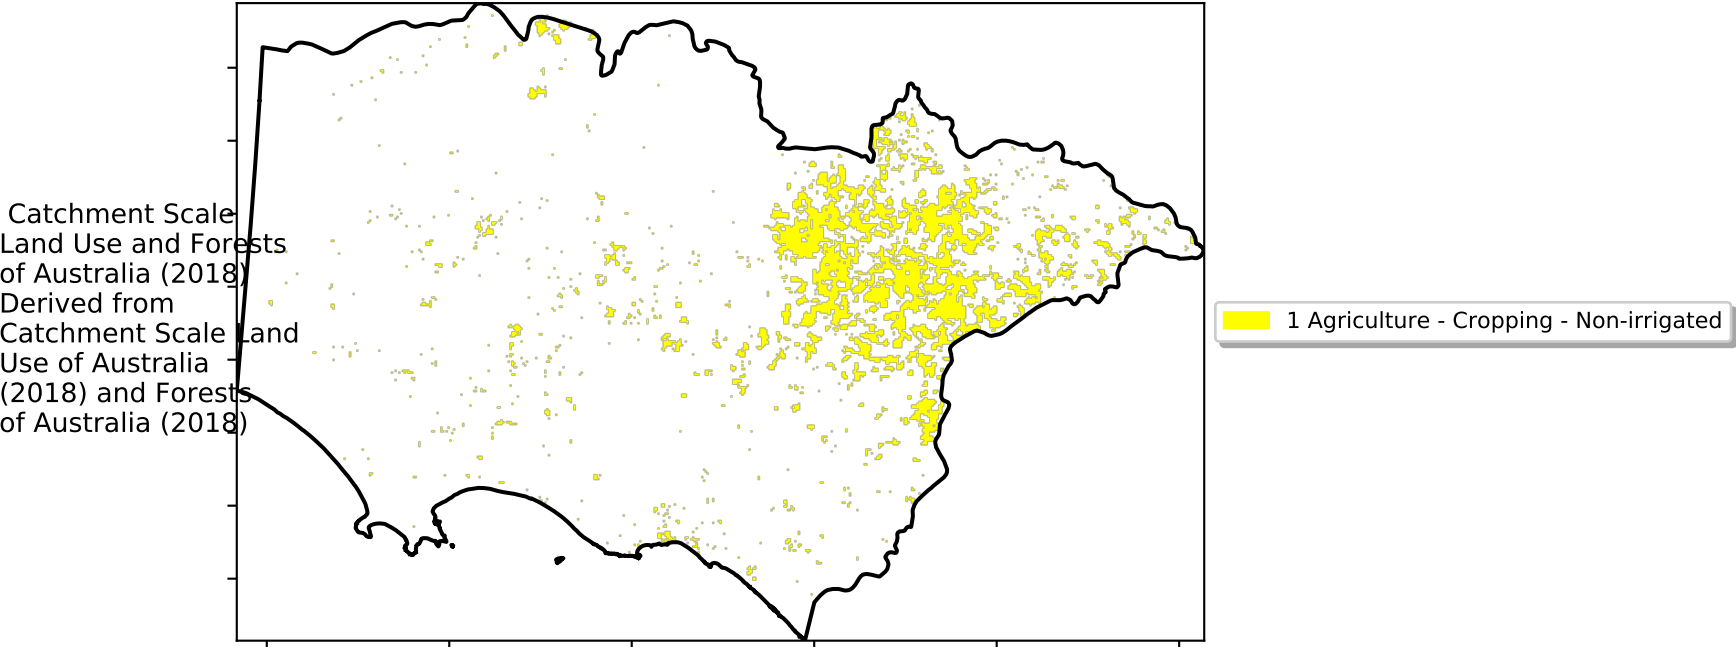 Catchment Scale
Land Use and Forests
of Australia (2018)
Derived from
Catchment Scale Land
Use of Australia
(2018) and Forests
of Australia (2018)
1 Agriculture - Cropping - Non-irrigated